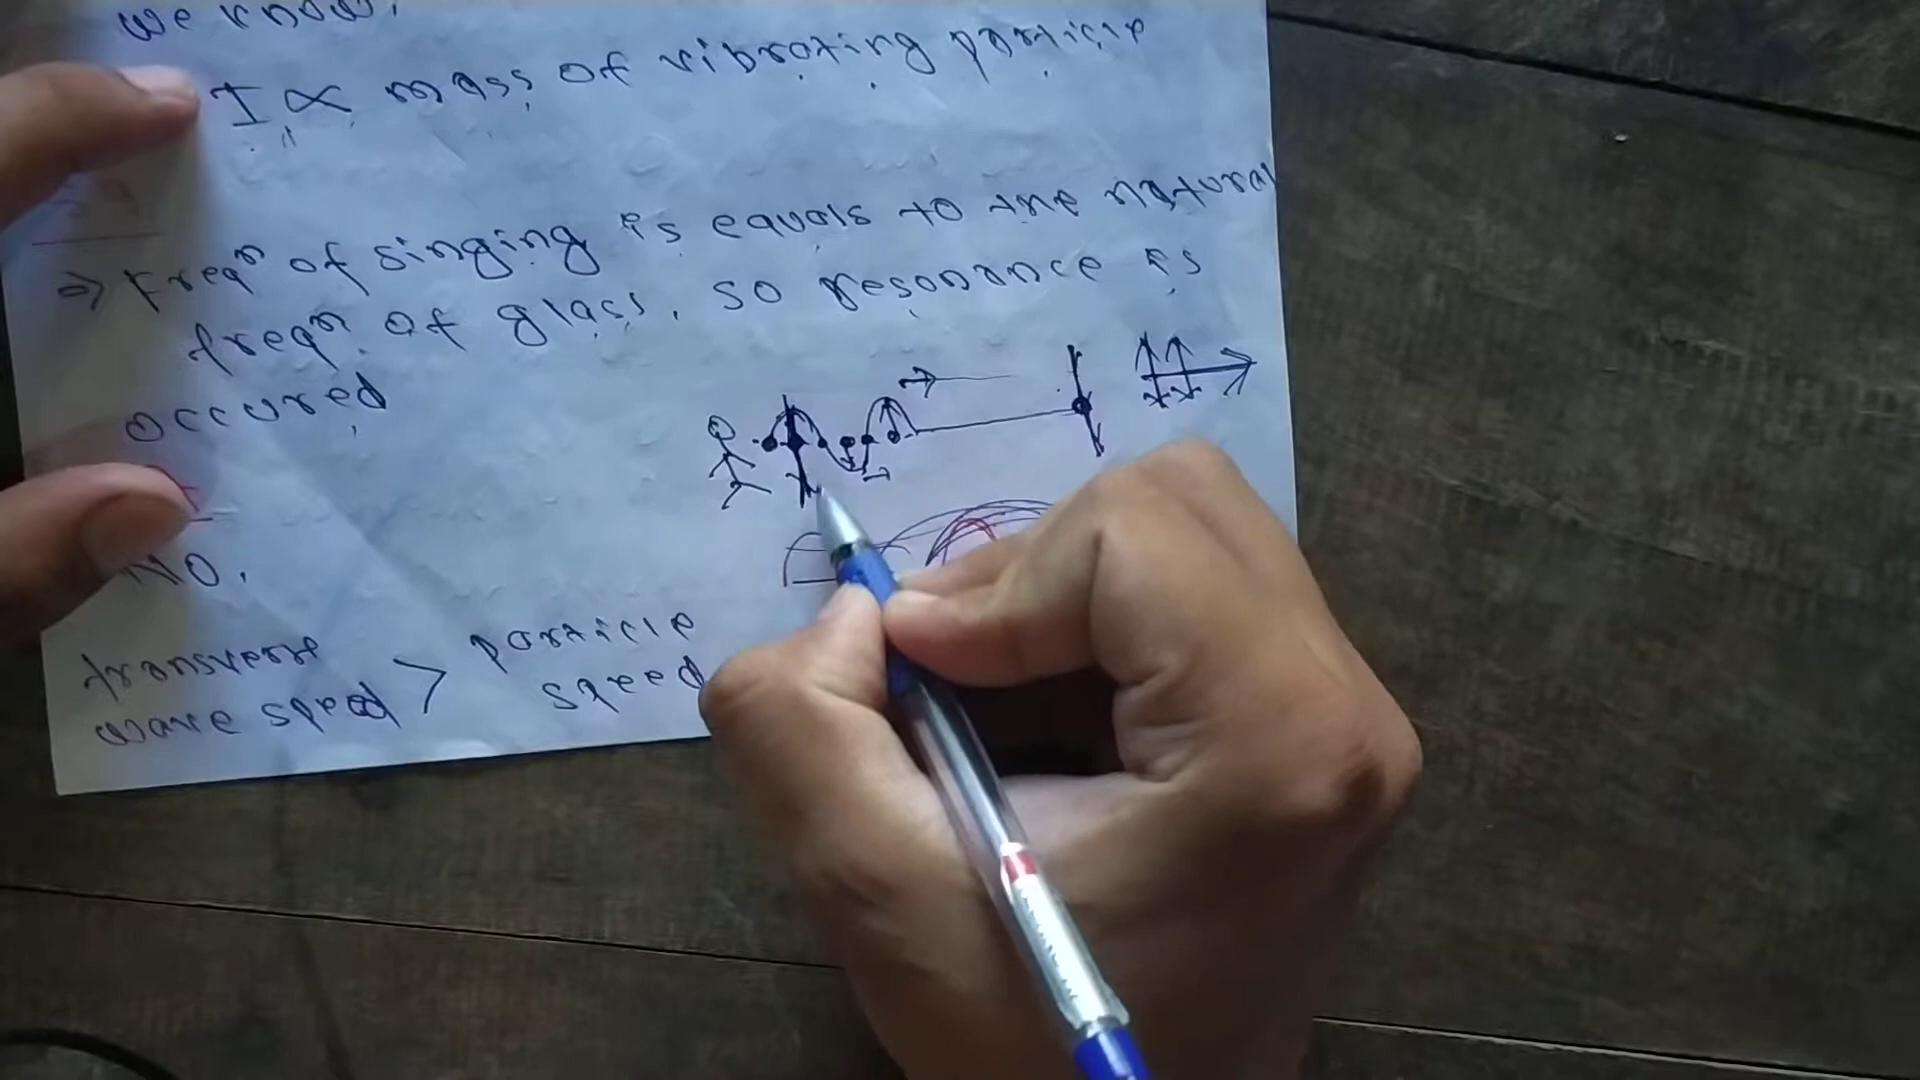 we know,
I ∝ mass of vibrating particle
⇒ Freqn of singing is equals to the natural
freqn of glass. so resonance is
occured
NO.
transverse particle
wave speed > speed